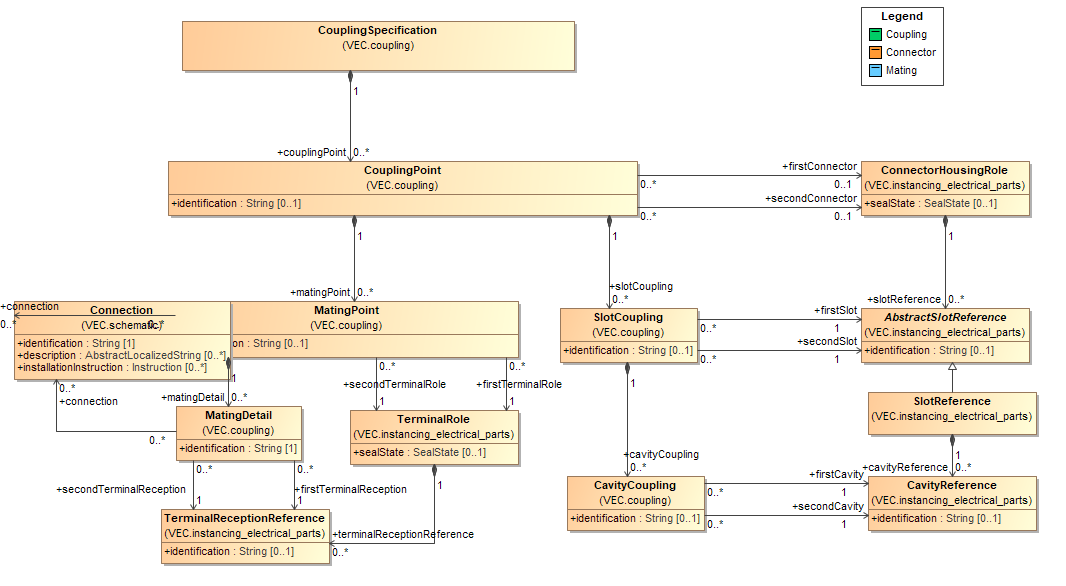 Legend
Coupling
Connector
Mating
CouplingSpecification
(VEC.coupling)
1
+couplingPoint 0..*
CouplingPoint
(VEC.coupling)
+identification : String [0..1]
+firstConnector
0..*
0..1
+secondConnector
0..*
0..1
ConnectorHousingRole
(VEC.instancing_electrical_parts)
+sealState : SealState [0..1]
1
1
1
+matingPoint 0..*
+slotCoupling
0..*
+slotReference 0..*
+connection
0..*
0..*
Connection
(VEC.schematic)
+identification : String [1]
+description : AbstractLocalizedString [0..*]
+installationInstruction : Instruction [0..*]
MatingPoint
(VEC.coupling)
on : String [0..1]
SlotCoupling
(VEC.coupling)
+identification : String [0..1]
+firstSlot
0..*
1
+secondSlot
0..*
1
AbstractSlotReference
(VEC.instancing_electrical_parts)
+identification : String [0..1]
1
0..*
+connection
+matingDetail 0..*
0..*
0..*
0..*
+secondTerminalRole
+firstTerminalRole
1
1
1
MatingDetail
(VEC.coupling)
+identification : String [1]
TerminalRole
(VEC.instancing_electrical_parts)
+sealState : SealState [0..1]
SlotReference
(VEC.instancing_electrical_parts)
0..*
0..*
+secondTerminalReception
+firstTerminalReception
1
1
1
+cavityCoupling
0..*
1
+cavityReference 0..*
CavityCoupling
(VEC.coupling)
+identification : String [0..1]
+firstCavity
0..*
1
+secondCavity
0..*
1
CavityReference
(VEC.instancing_electrical_parts)
+identification : String [0..1]
TerminalReceptionReference
(VEC.instancing_electrical_parts)
+identification : String [0..1]
+terminalReceptionReference
0..*